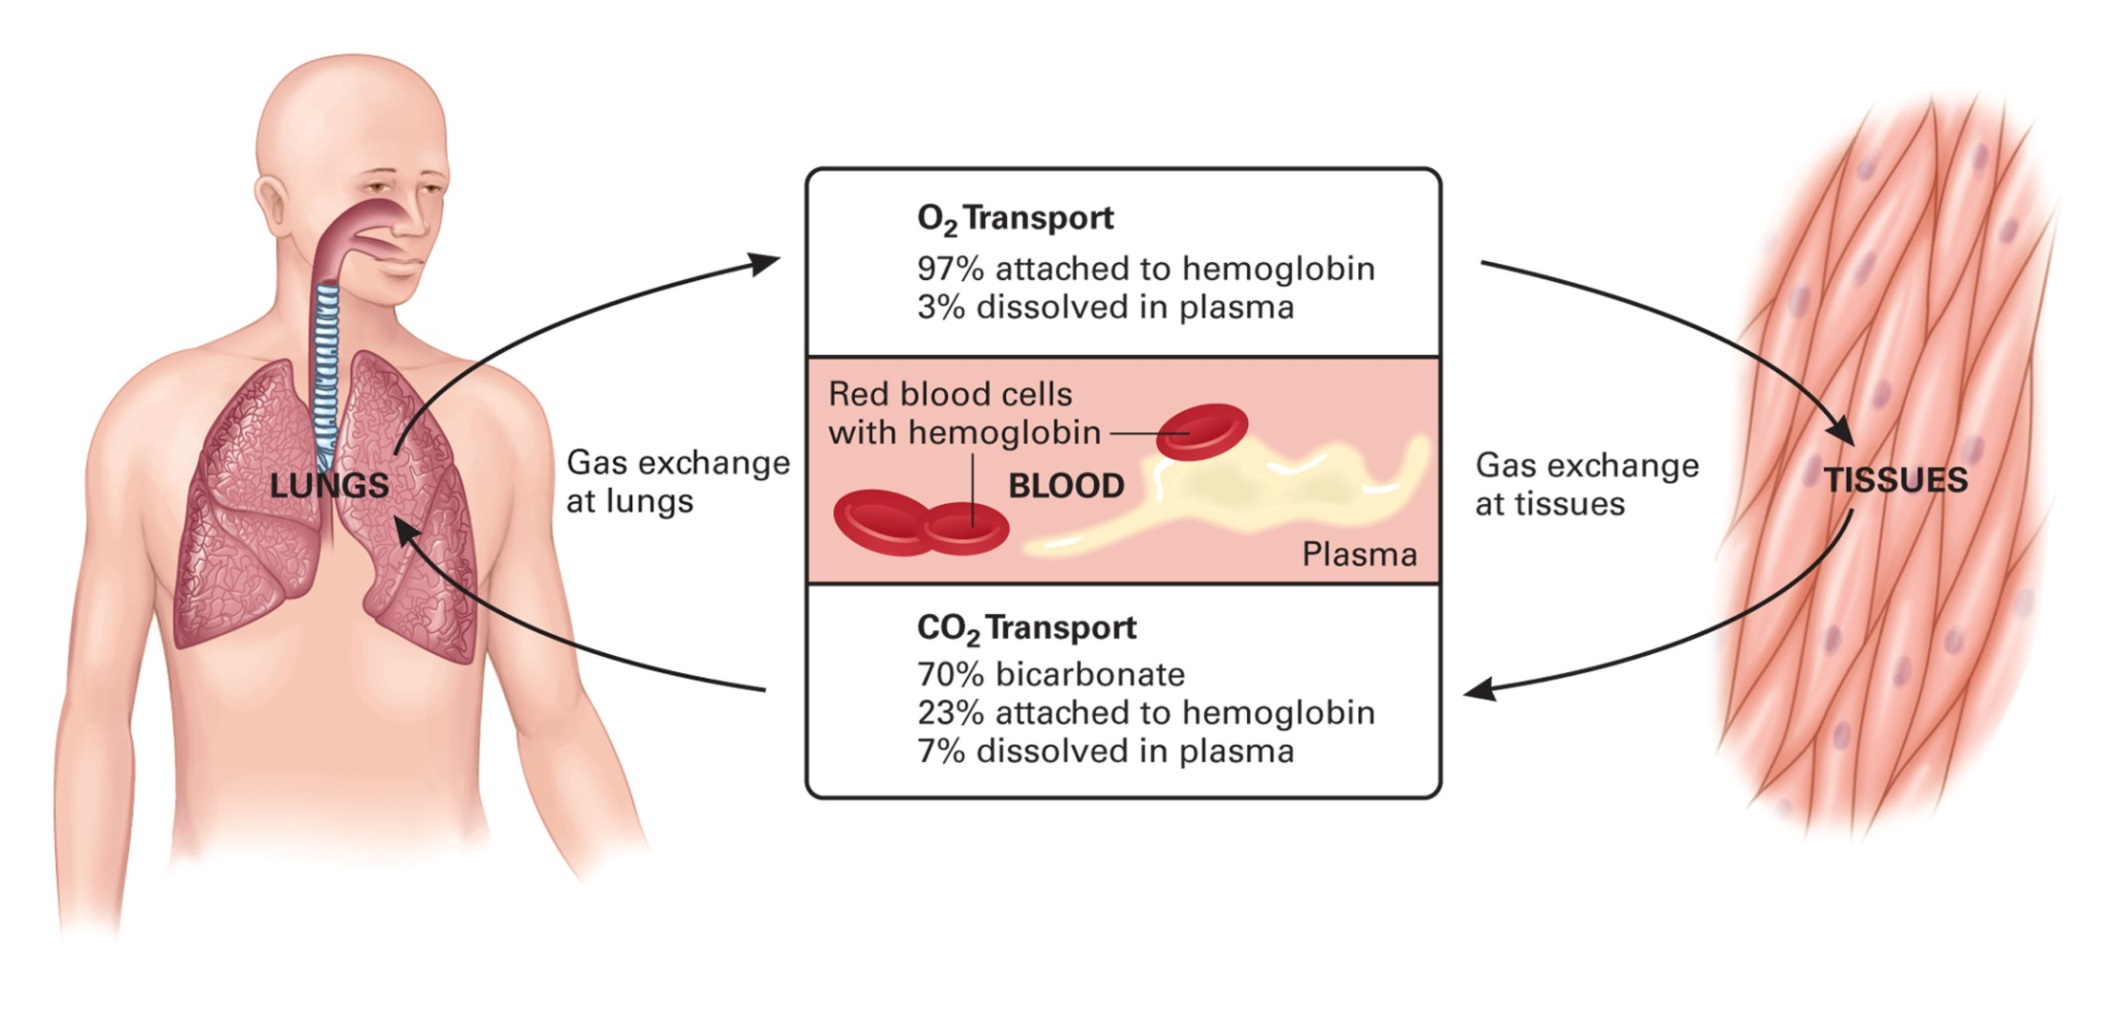 O₂ Transport
97% attached to hemoglobin
3% dissolved in plasma
Red blood cells
with hemoglobin
BLOOD
Plasma
CO₂ Transport
70% bicarbonate
23% attached to hemoglobin
7% dissolved in plasma
LUNGS
Gas exchange
at lungs
Gas exchange
at tissues
TISSUES